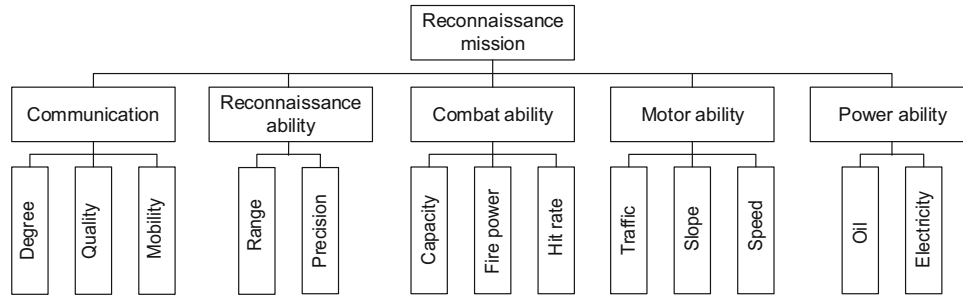 Reconnaissance
mission
Communication
Reconnaissance
ability
Combat ability
Motor ability
Power ability
Degree
Quality
Mobility
Range
Precision
Capacity
Fire power
Hit rate
Traffic
Slope
Speed
Oil
Electricity